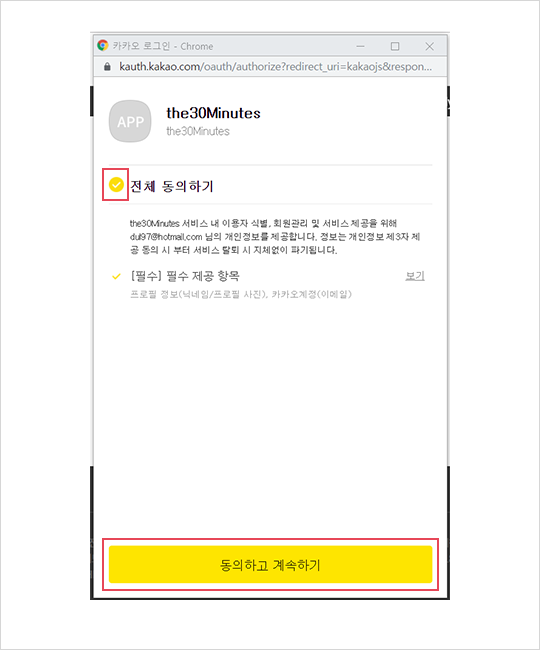 카카오 로그인 - Chrome
kauth.kakao.com/oauth/authorize?redirect_uri=kakaojs&respon...
APP
the30Minutes
the30Minutes
전체 동의하기
the30Minutes 서비스 내 이용자 식별, 회원관리 및 서비스 제공을 위해
dul97@hotmail.com 님의 개인정보를 제공합니다. 정보는 개인정보 제3자 제
공 동의 시 부터 서비스 탈퇴 시 지체없이 파기됩니다.
[필수] 필수 제공 항목
보기
프로필 정보(닉네임/프로필 사진), 카카오계정(이메일)
동의하고 계속하기